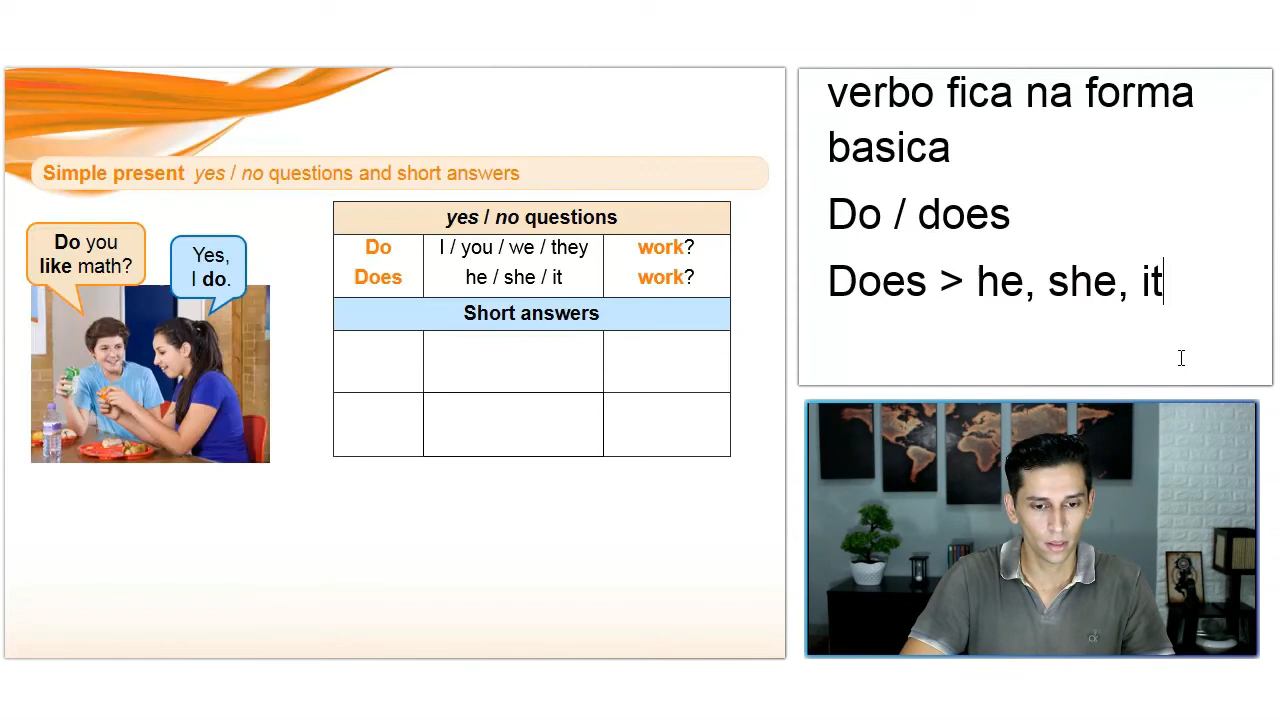 Simple present yes / no questions and short answers
Do you
like math?
Yes,
I do.
yes / no questions
Do I / you / we / they work?
Does he / she / it work?
Short answers
verbo fica na forma
basica
Do / does
Does > he, she, it